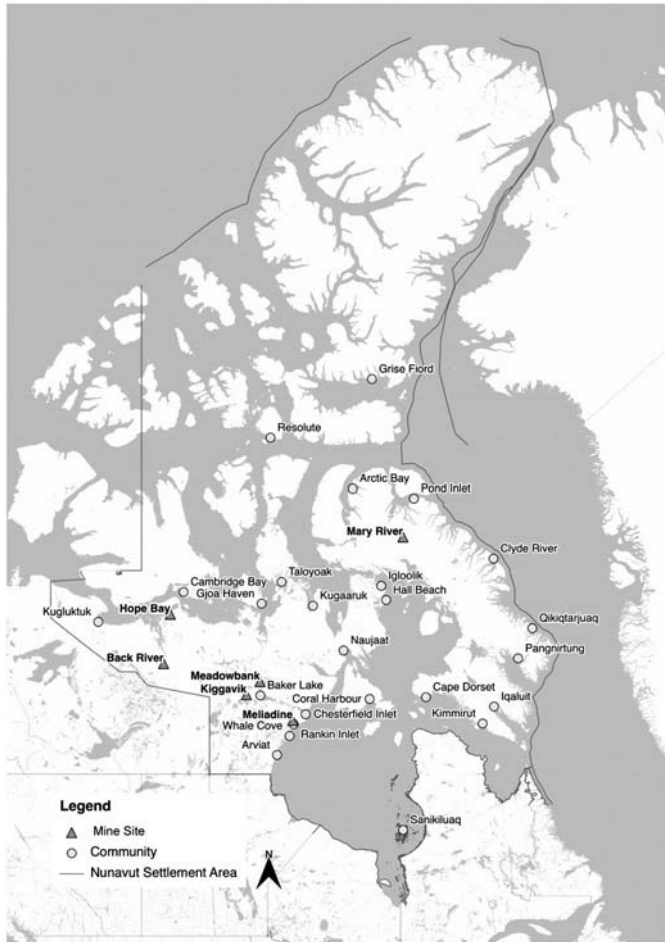 Grise Fiord
Resolute
Arctic Bay
Pond Inlet
Mary River
Clyde River
Taloyoak
Igloolik
Cambridge Bay
Gjoa Haven
Kugaaruk
Hall Beach
Hope Bay
Kugluktuk
Qikiqtarjuaq
Naujaat
Pangnirtung
Back River
Meadowbank
Kiggavik
Baker Lake
Coral Harbour
Cape Dorset
Iqaluit
Meliadine
Chesterfield Inlet
Kimmirut
Whale Cove
Rankin Inlet
Arviat
Sanikiluaq
Legend
Mine Site
Community
Nunavut Settlement Area
N